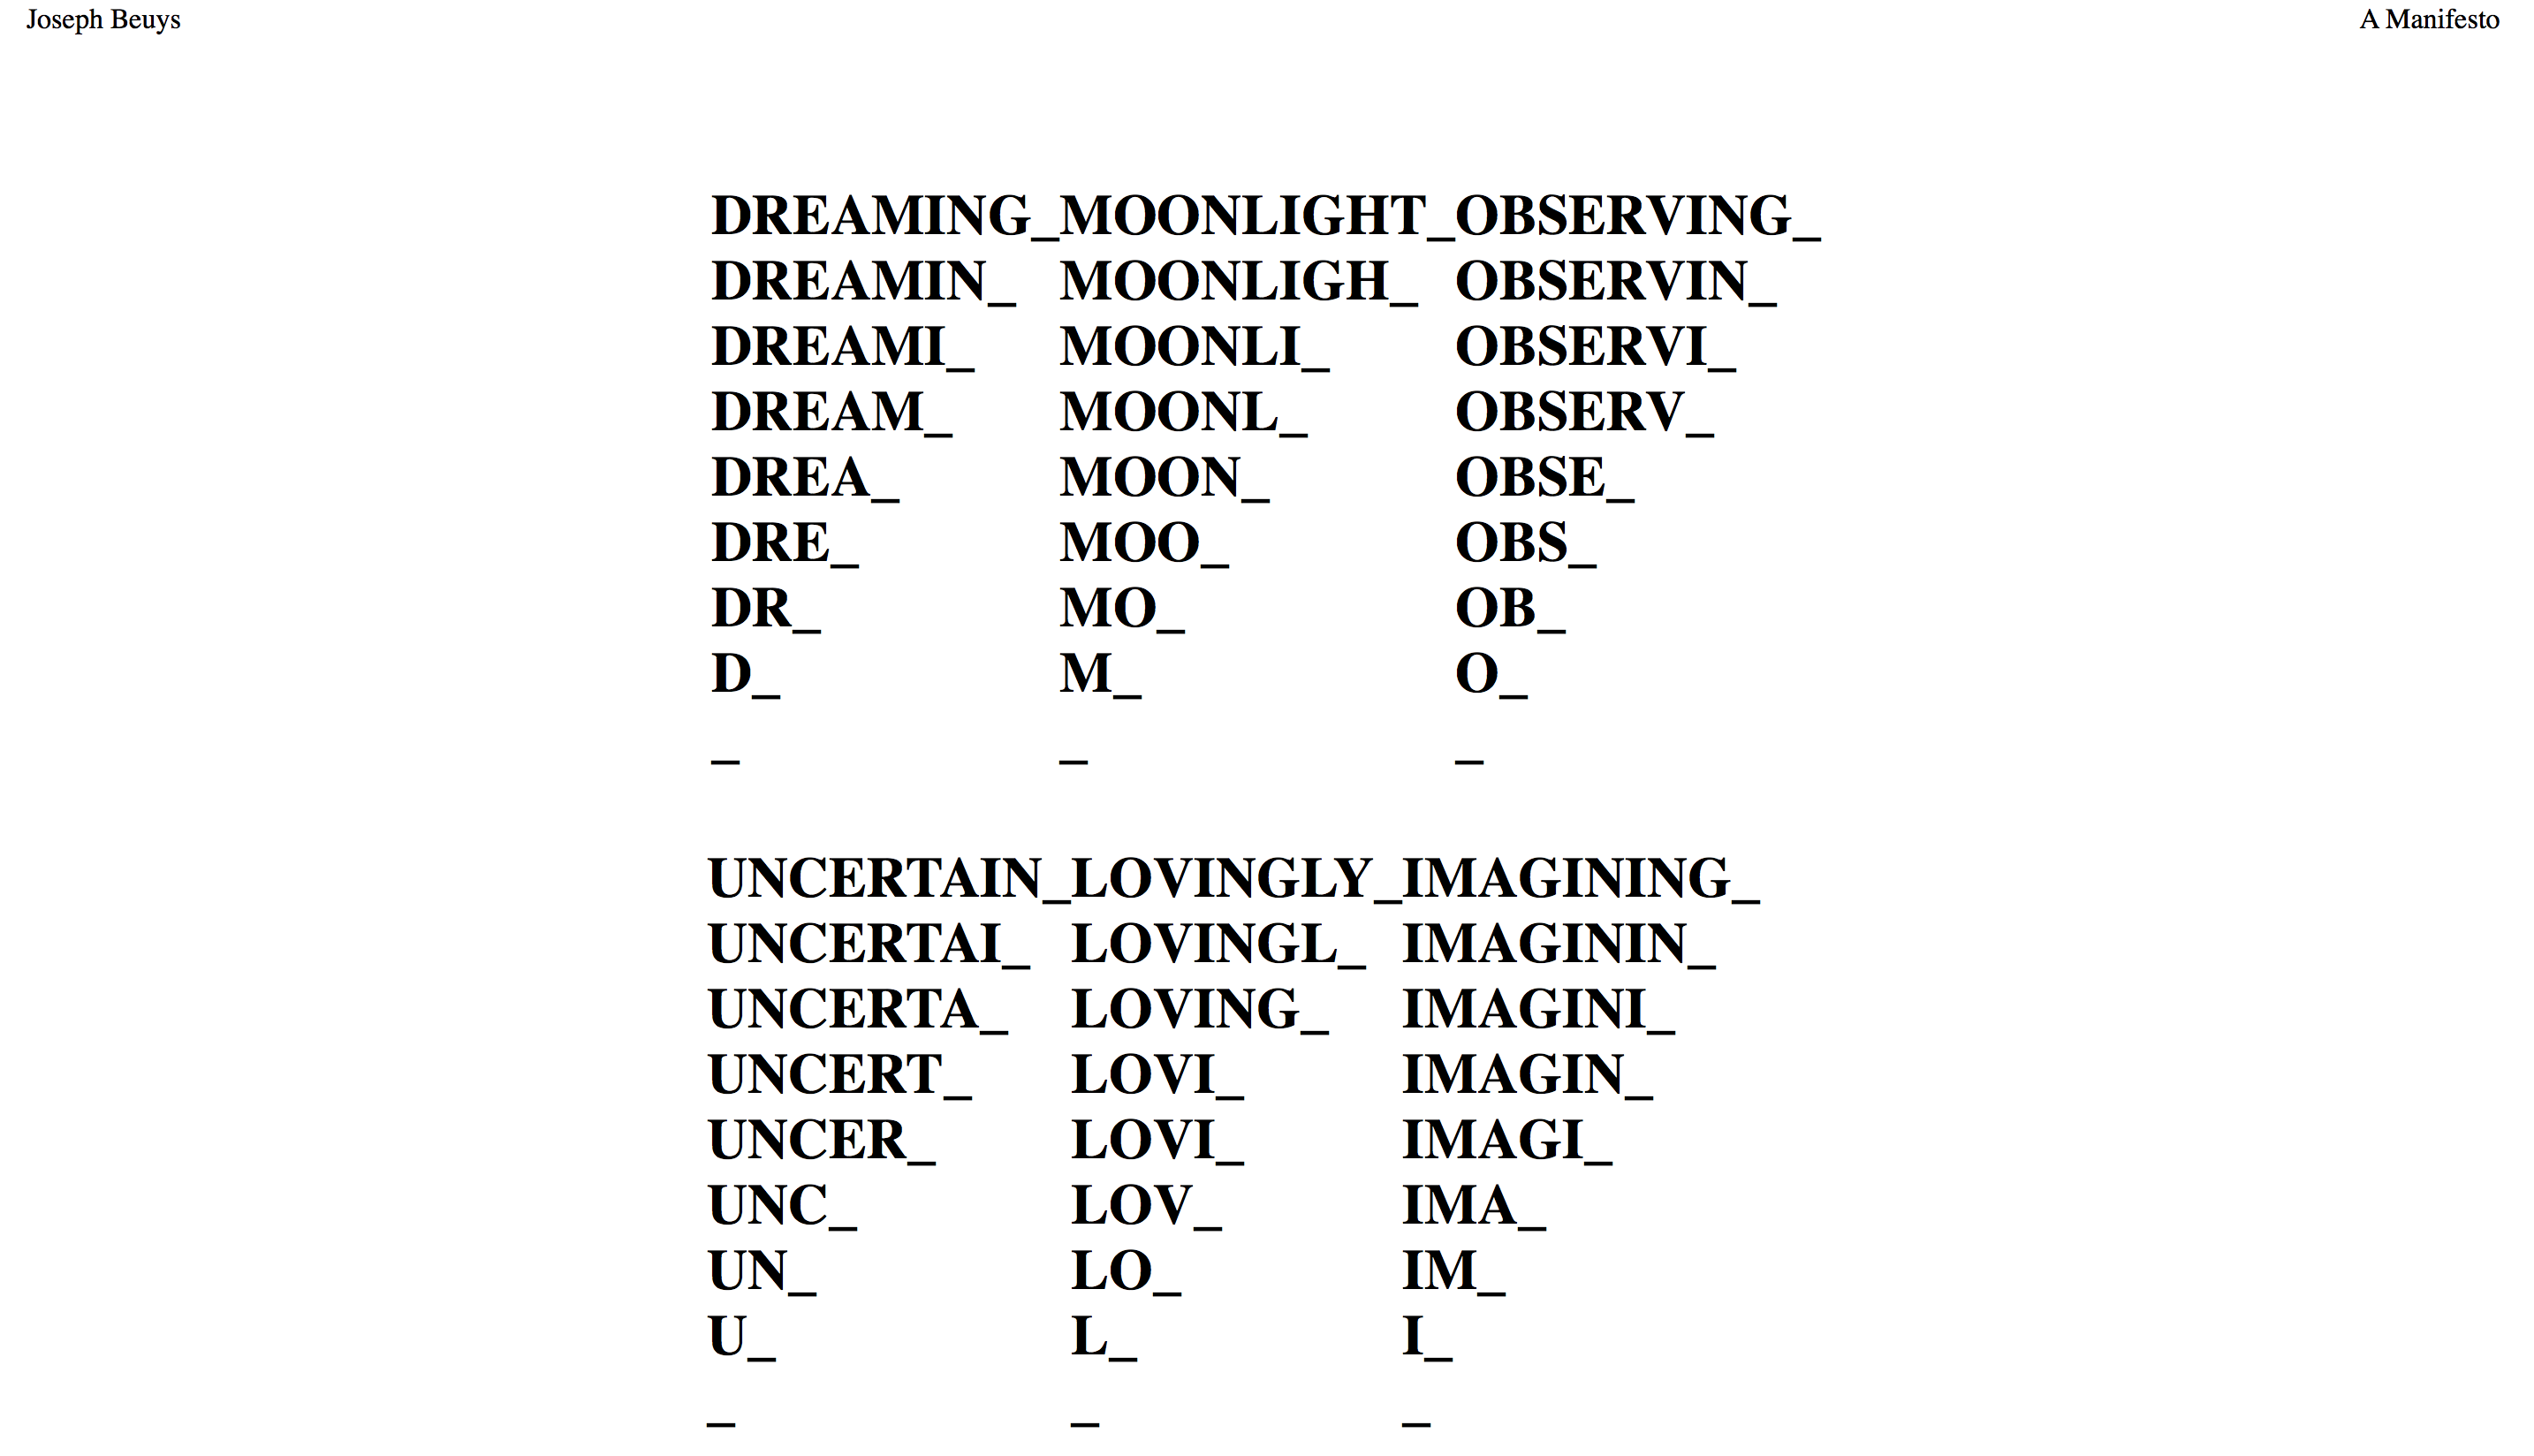 Joseph Beuys A Manifesto
DREAMING_MOONLIGHT_OBSERVING_
DREAMIN_ MOONLIGH_ OBSERVIN_
DREAMI_ MOONLI_ OBSERVI_
DREAM_ MOONL_ OBSERV_
DREA_ MOON_ OBSE_
DRE_ MOO_ OBS_
DR_ MO_ OB_
D_ M_ O_
_ _ _
UNCERTAIN_LOVINGLY_IMAGINING_
UNCERTAI_ LOVINGL_ IMAGININ_
UNCERTA_ LOVING_ IMAGINI_
UNCERT_ LOVI_ IMAGIN_
UNCER_ LOVI_ IMAGI_
UNC_ LOV_ IMA_
UN_ LO_ IM_
U_ L_ I_
_ _ _